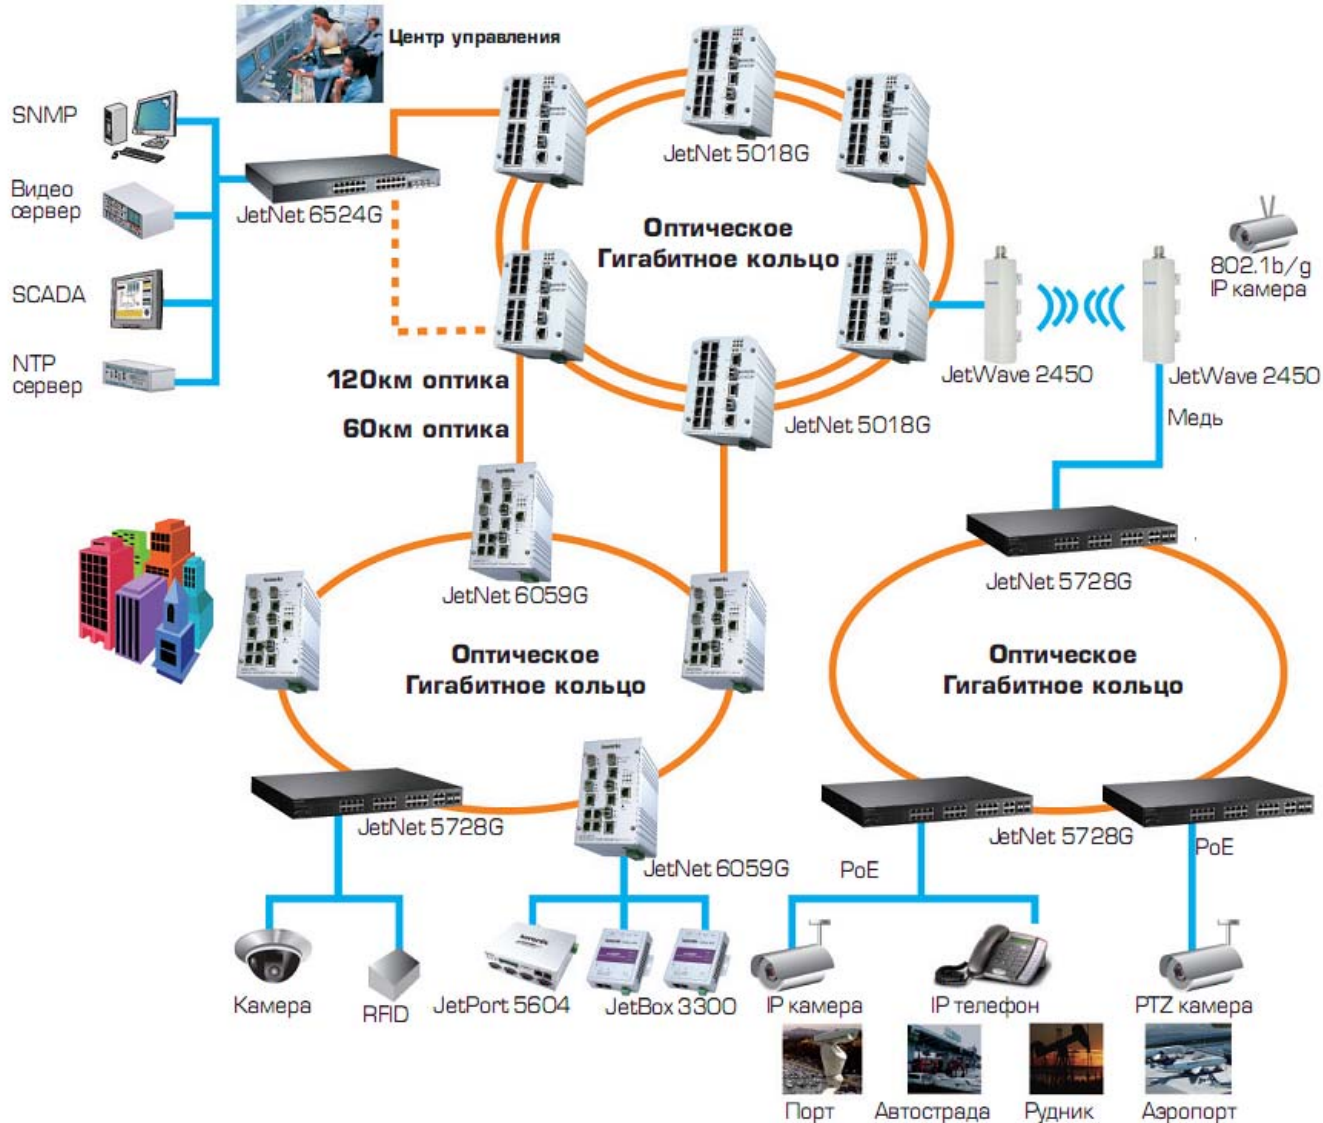 Центр управления
SNMP
Видео
сервер
SCADA
NTP
сервер
JetNet 6524G
JetNet 5018G
Оптическое
Гигабитное кольцо
802.1b/g
IP камера
JetWave 2450
JetWave 2450
Медь
120км оптика
60км оптика
JetNet 5018G
JetNet 6059G
Оптическое
Гигабитное кольцо
JetNet 5728G
Оптическое
Гигабитное кольцо
JetNet 5728G
JetNet 6059G
JetNet 5728G
PoE
PoE
Камера
RFID
JetPort 5604
JetBox 3300
IP камера
IP телефон
PTZ камера
Порт
Автострада
Рудник
Аэропорт